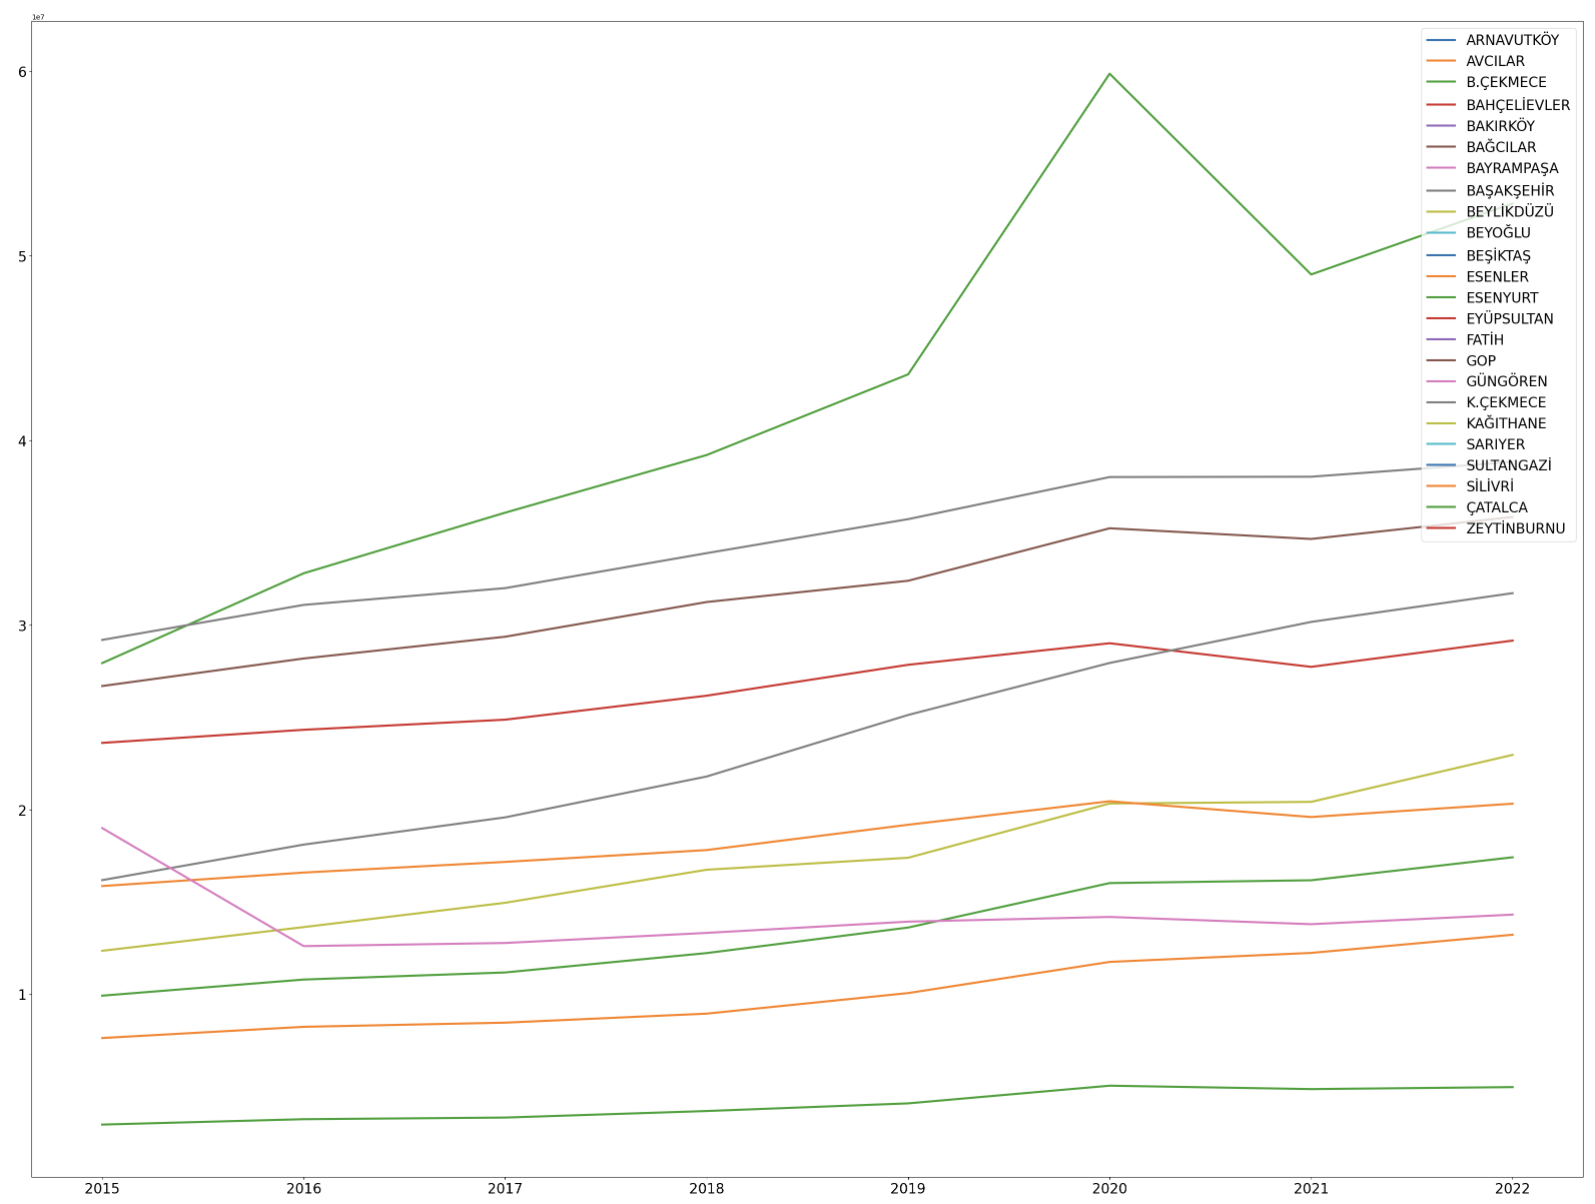 1e7
6
5
4
3
2
1
2015 2016 2017 2018 2019 2020 2021 2022
ARNAVUTKÖY
AVCILAR
B.ÇEKMECE
BAHÇELİEVLER
BAKIRKÖY
BAĞCILAR
BAYRAMPAŞA
BAŞAKŞEHİR
BEYLİKDÜZÜ
BEYOĞLU
BEŞİKTAŞ
ESENLER
ESENYURT
EYÜPSULTAN
FATİH
GOP
GÜNGÖREN
K.ÇEKMECE
KAĞITHANE
SARIYER
SULTANGAZİ
SİLİVRİ
ÇATALCA
ZEYTİNBURNU